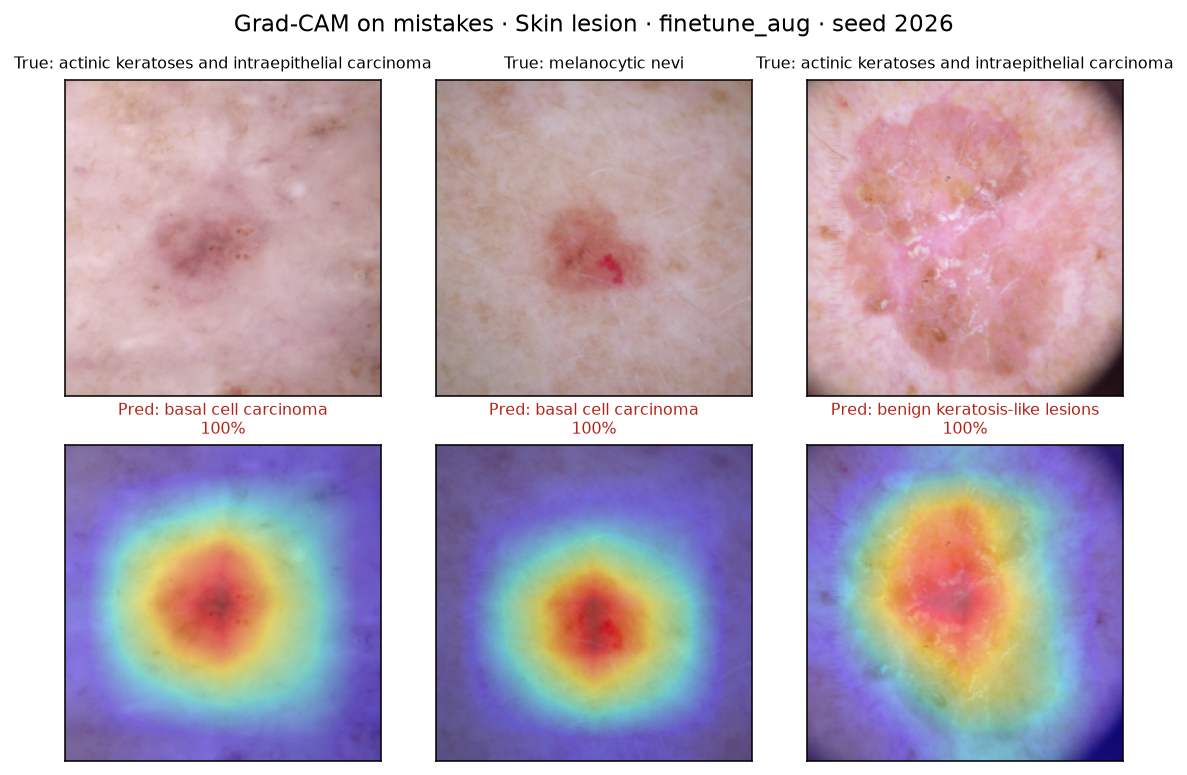 Grad-CAM on mistakes · Skin lesion · finetune_aug · seed 2026
True: actinic keratoses and intraepithelial carcinoma
True: melanocytic nevi
True: actinic keratoses and intraepithelial carcinoma
Pred: basal cell carcinoma
100%
Pred: basal cell carcinoma
100%
Pred: benign keratosis-like lesions
100%